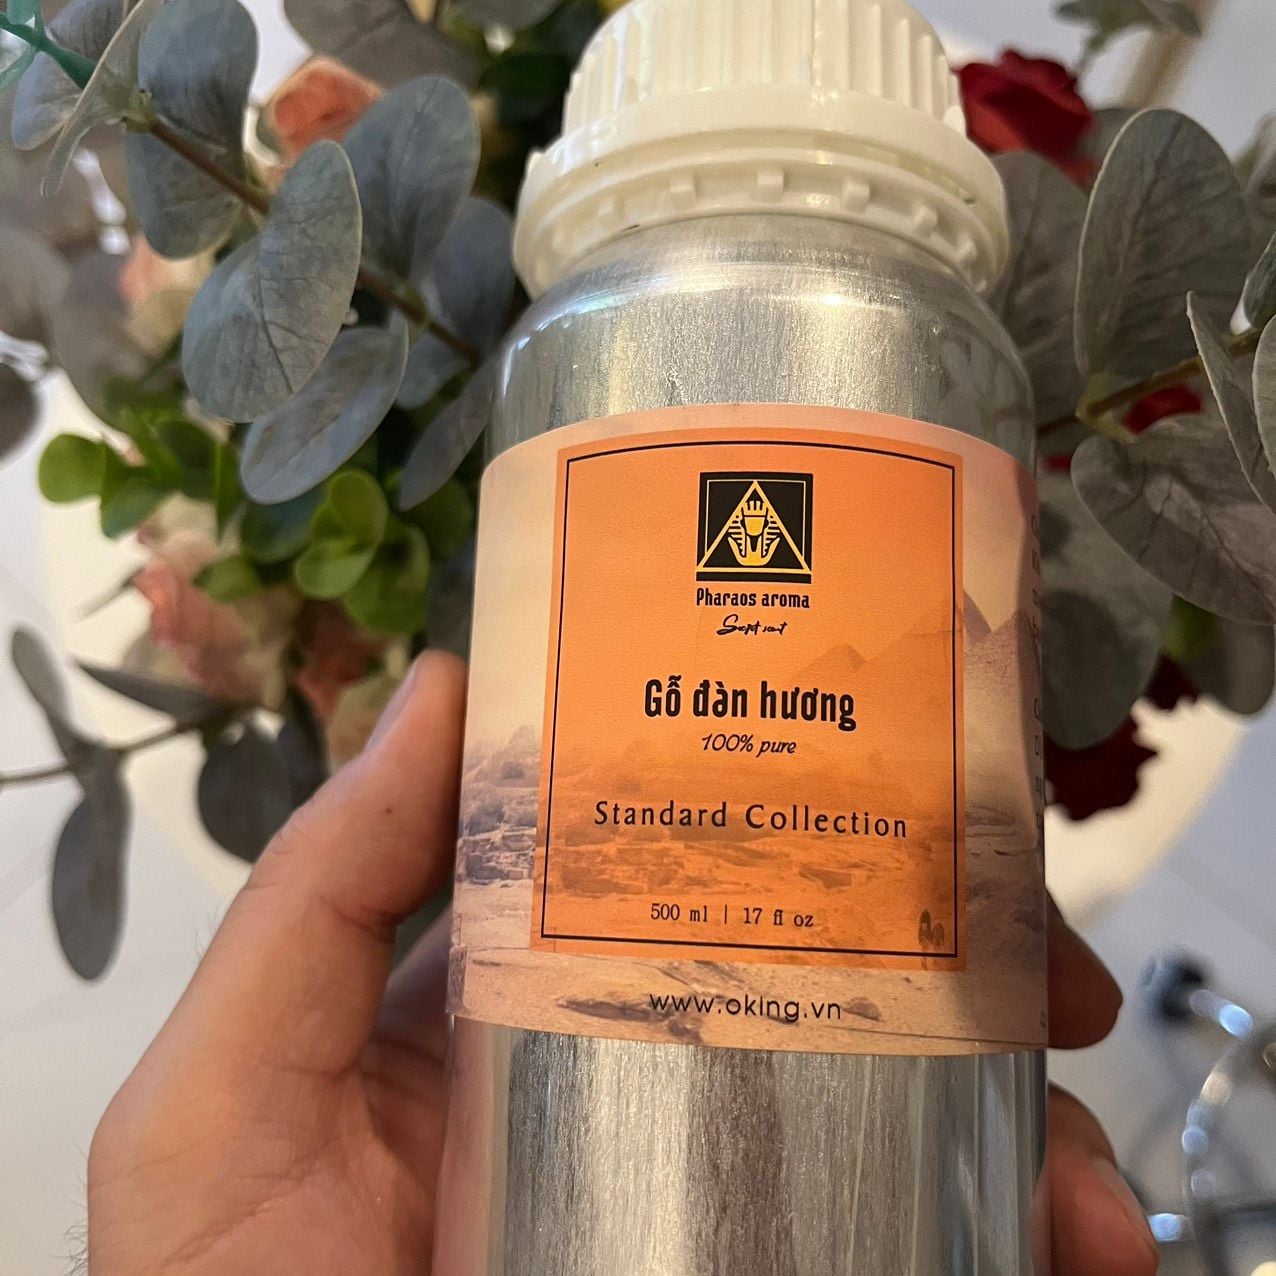 Pharaos aroma
Gỗ đàn hương
100% pure
Standard Collection
500 ml | 17 fl oz
www.oking.vn